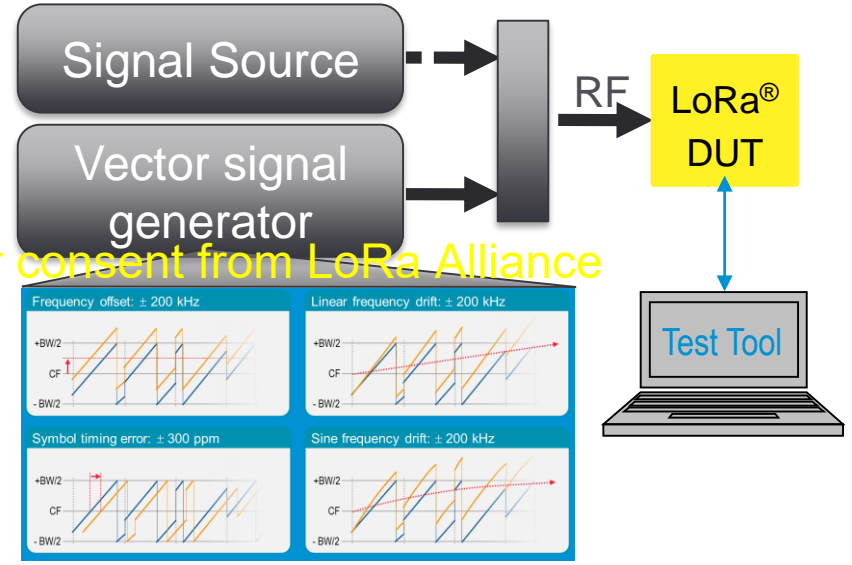 Signal Source
RF
LoRa®
DUT
Vector signal
generator
consent from LoRa Alliance
Test Tool
Frequency offset: ± 200 kHz
+BW/2
CF
- BW/2
Linear frequency drift: ± 200 kHz
+BW/2
CF
- BW/2
Symbol timing error: ± 300 ppm
+BW/2
CF
- BW/2
Sine frequency drift: ± 200 kHz
+BW/2
CF
- BW/2